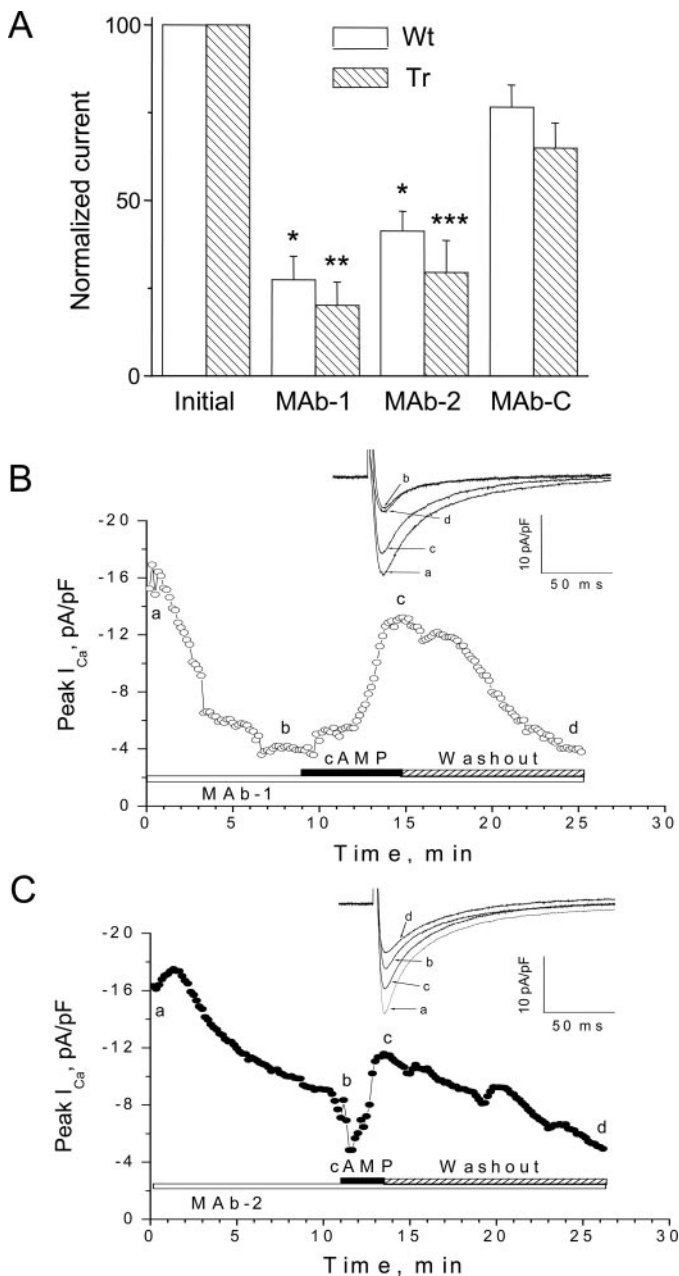 A
Normalized current
100
50
0
Wt
Tr
*
**
*
***
Initial
MAb-1
MAb-2
MAb-C
B
Peak I_Ca, pA/pF
-20
-16
-12
-8
-4
0
a
b
c
d
b
d
c
a
10 pA/pF
50 ms
cAMP
Washout
MAb-1
0
5
10
15
20
25
30
Time, min
C
Peak I_Ca, pA/pF
-20
-16
-12
-8
-4
0
a
b
c
d
d
b
c
a
10 pA/pF
50 ms
cAMP
Washout
MAb-2
0
5
10
15
20
25
30
Time, min